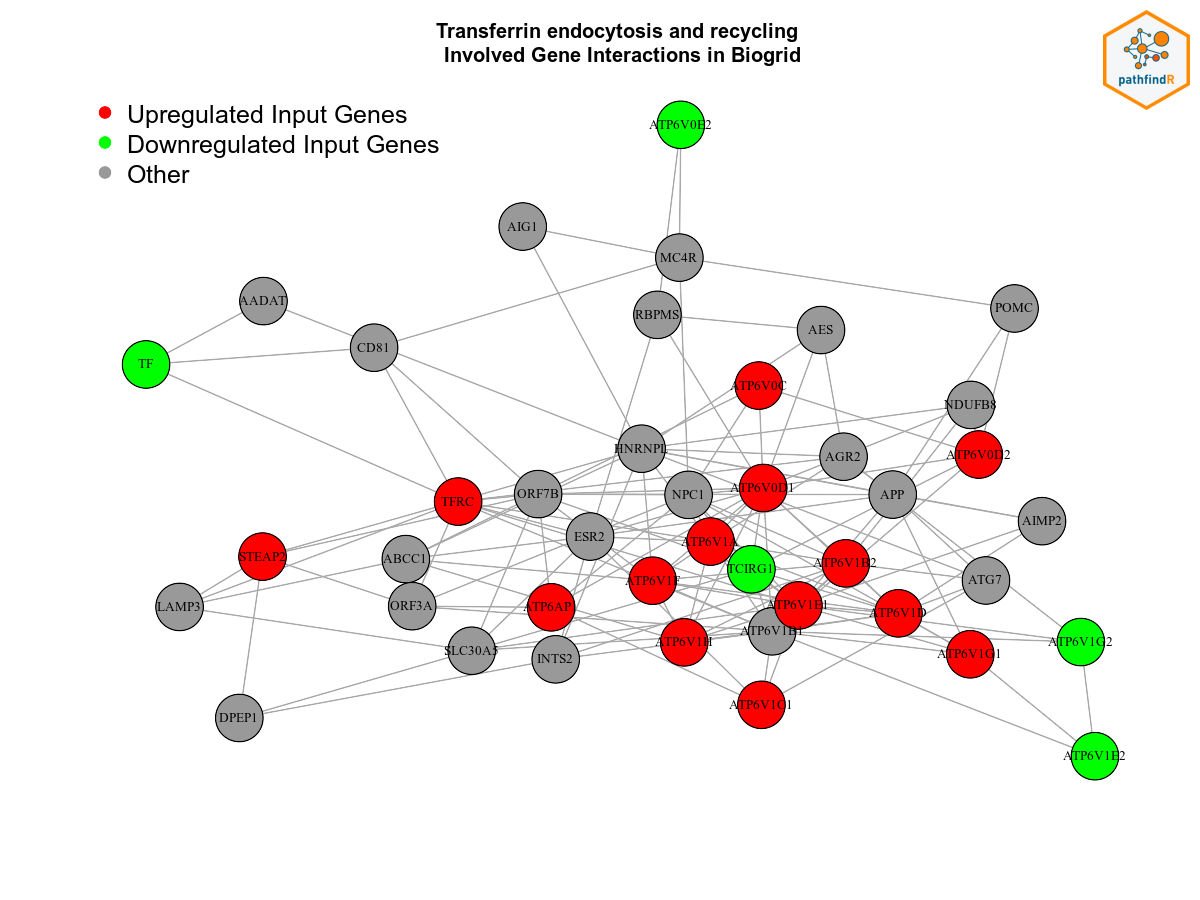 Transferrin endocytosis and recycling
Involved Gene Interactions in Biogrid
pathfindR
Upregulated Input Genes
Downregulated Input Genes
Other
ATP6V0E2
AIG1
MC4R
AADAT
RBPMS
POMC
AES
CD81
TF
ATP6V0C
NDUFB8
HNRNPL
AGR2
ATP6V0D2
TFRC
ORF7B
NPC1
ATP6V0D1
APP
AIMP2
ESR2
ATP6V1A
STEAP2
ABCC1
ATP6V1F
TCIRG1
ATP6V1B2
ATG7
LAMP3
ORF3A
ATP6AP1
ATP6V1E1
ATP6V1D
ATP6V1B1
ATP6V1H
ATP6V1G2
SLC30A5
INTS2
ATP6V1G1
DPEP1
ATP6V1C1
ATP6V1E2